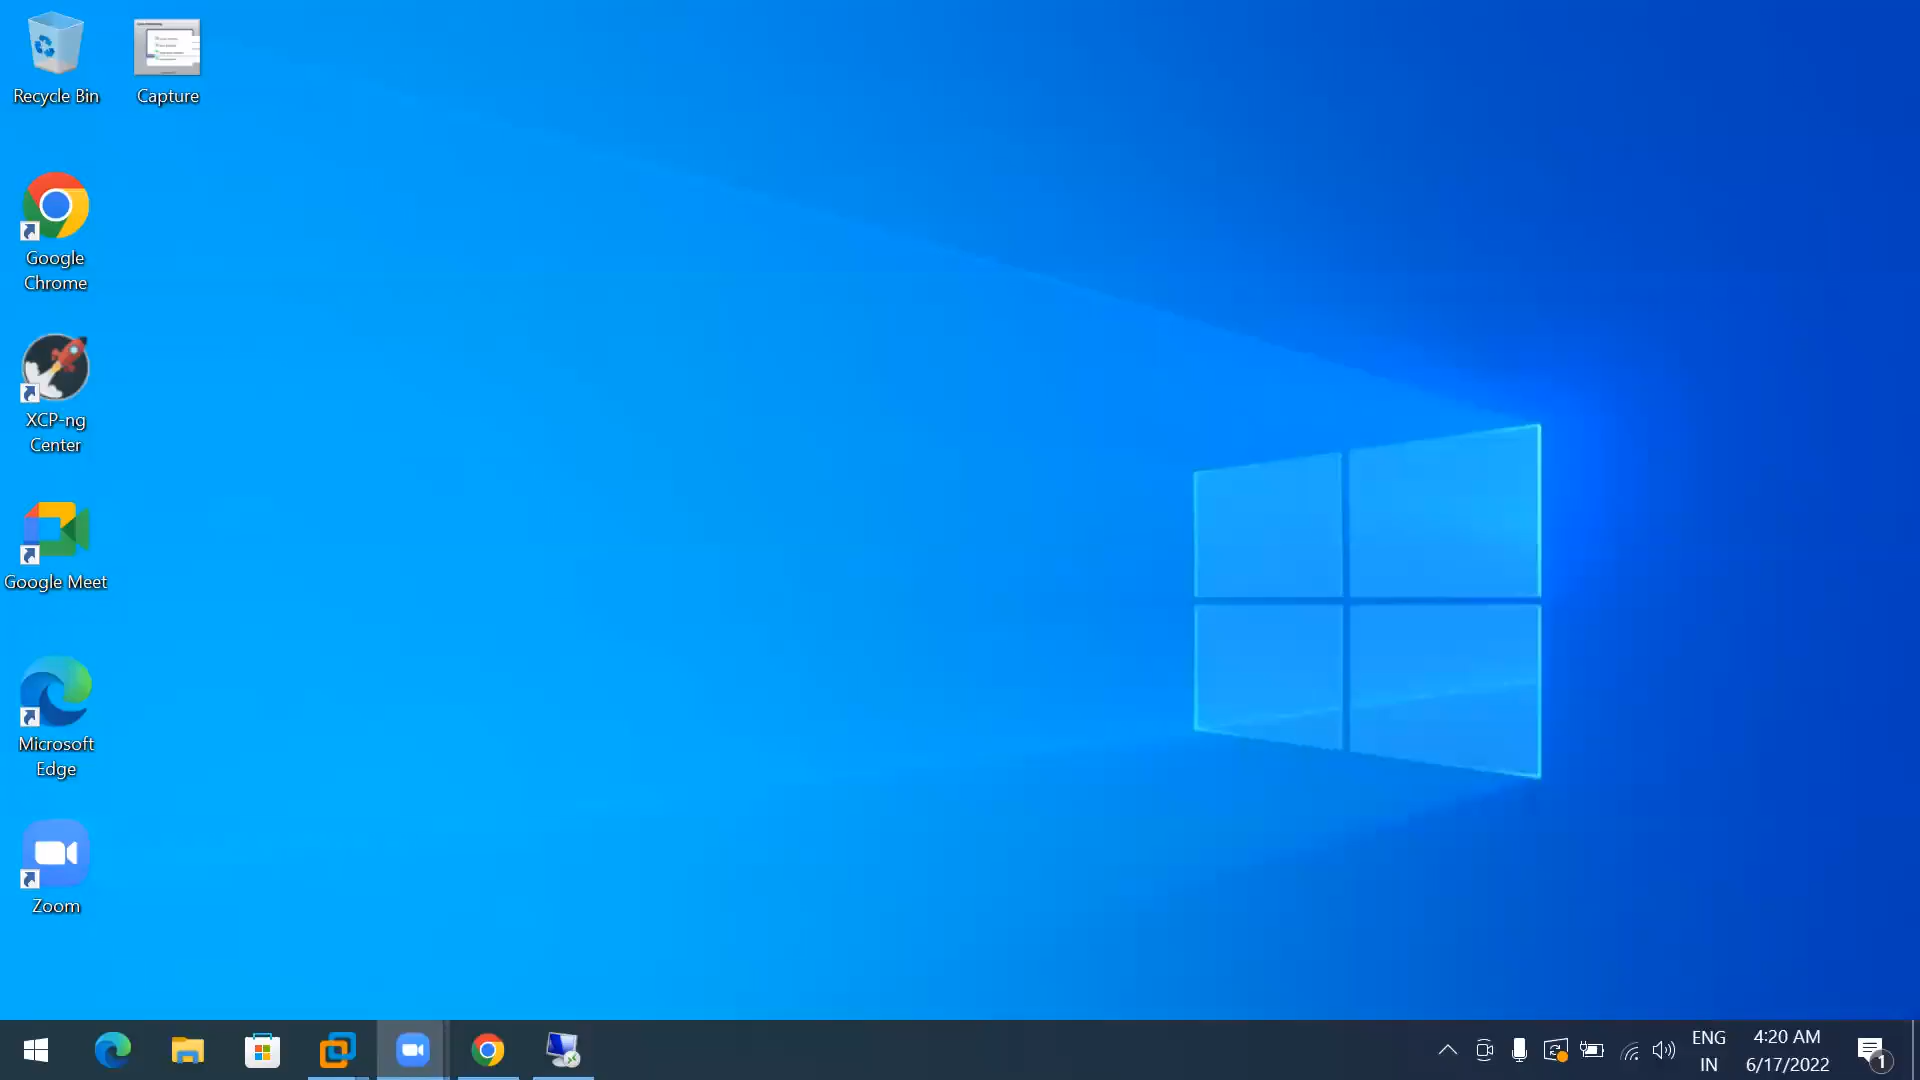 Recycle Bin
Capture
Google
Chrome
XCP-ng
Center
Google Meet
Microsoft
Edge
Zoom
ENG
IN
4:20 AM
6/17/2022
1